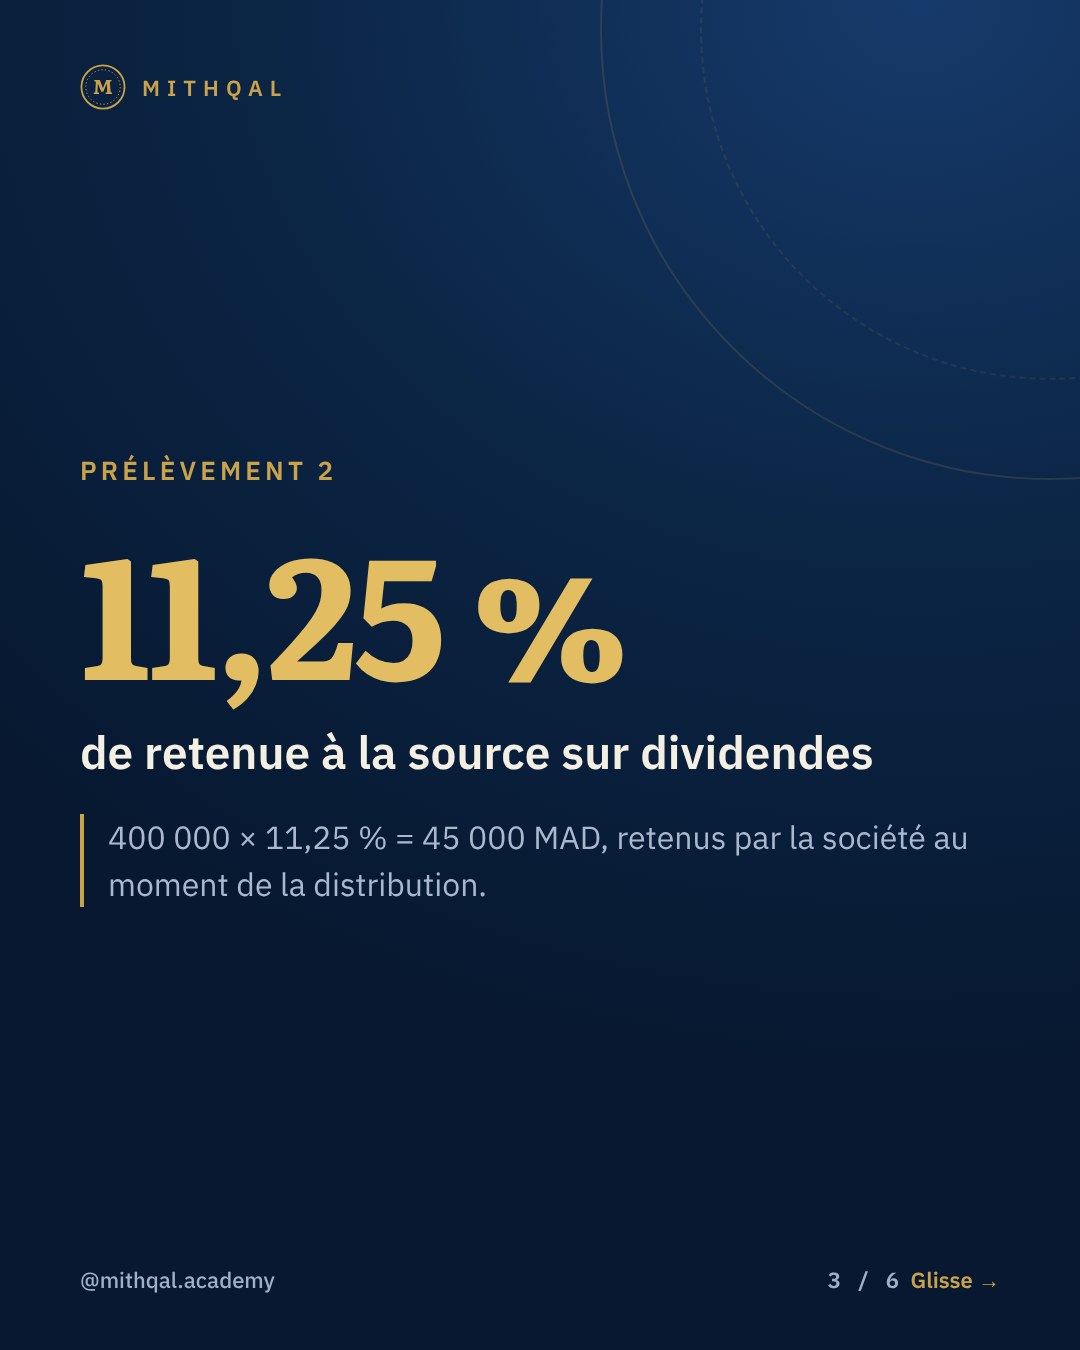 M MITHQAL
PRÉLÈVEMENT 2
11,25 %
de retenue à la source sur dividendes
400 000 × 11,25 % = 45 000 MAD, retenus par la société au
moment de la distribution.
@mithqal.academy
3 / 6 Glisse →